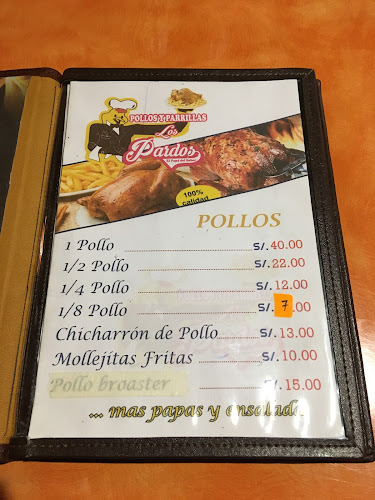 POLLOS Y PARRILLAS
Los
Pardos
100%
calidad
POLLOS
1 Pollo S/. 40.00
1/2 Pollo S/. 22.00
1/4 Pollo S/. 12.00
1/8 Pollo S/. 7.00
Chicharrón de Pollo S/. 13.00
Mollejitas Fritas S/. 10.00
Pollo broaster S/. 15.00
... mas papas y ensalada